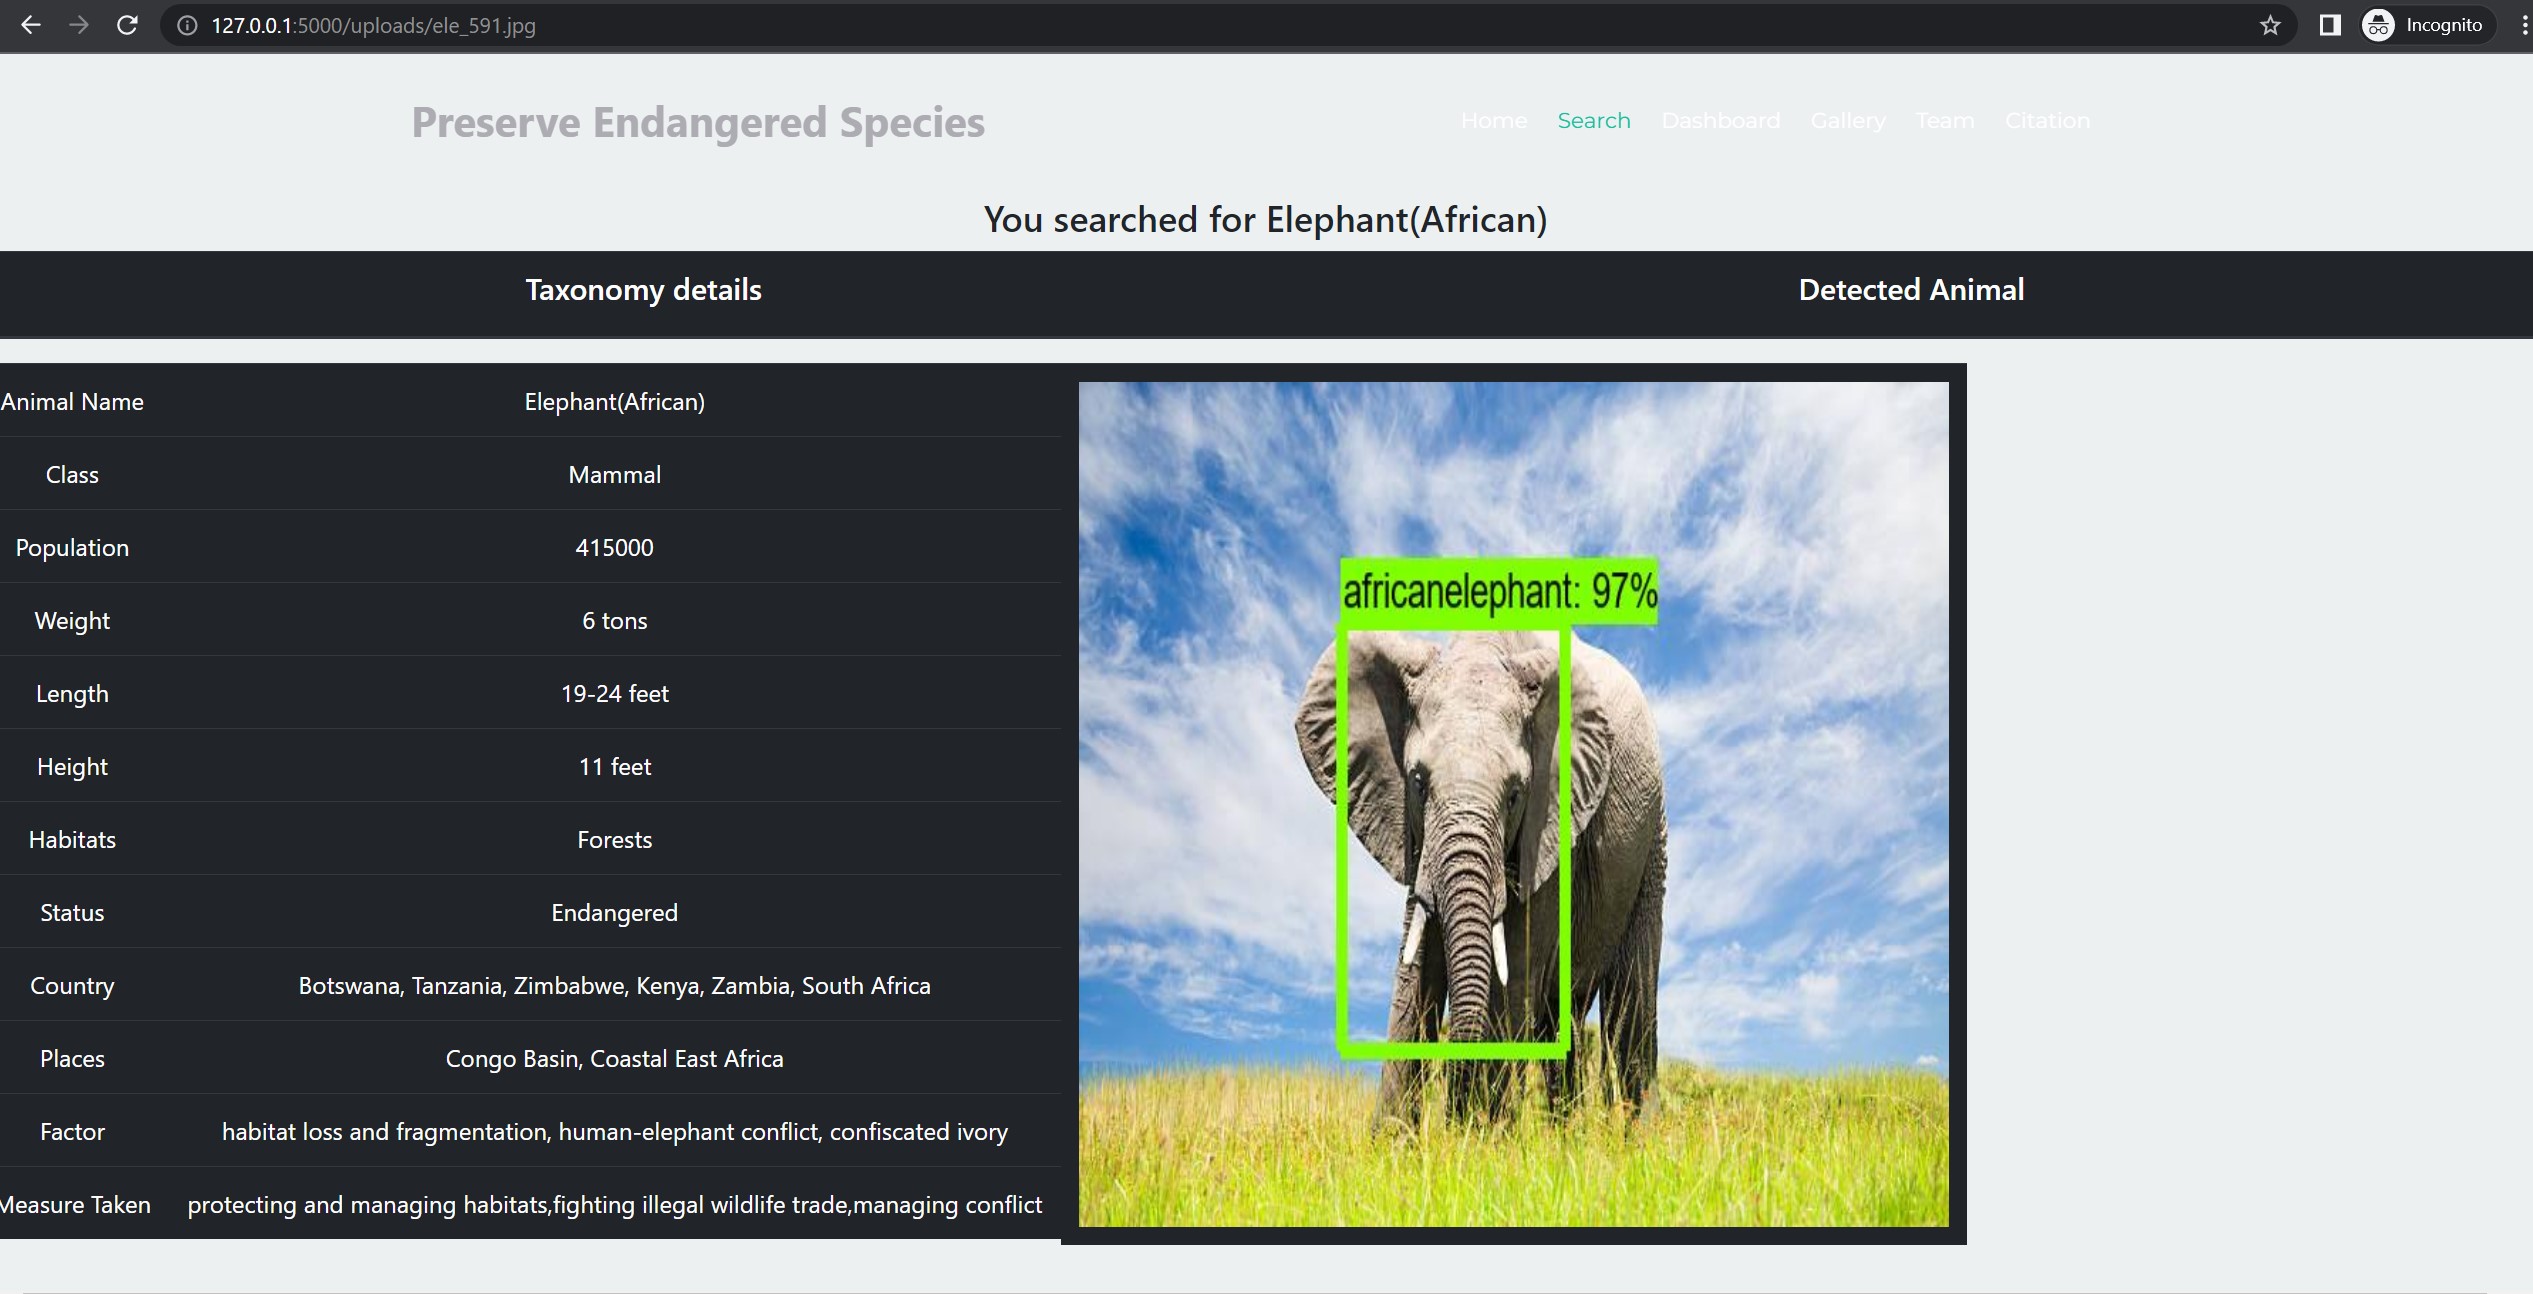 127.0.0.1:5000/uploads/ele_591.jpg
Incognito
Preserve Endangered Species
Home Search Dashboard Gallery Team Citation
You searched for Elephant(African)
Taxonomy details
Detected Animal
Animal Name Elephant(African)
Class Mammal
Population 415000
Weight 6 tons
Length 19-24 feet
Height 11 feet
Habitats Forests
Status Endangered
Country Botswana, Tanzania, Zimbabwe, Kenya, Zambia, South Africa
Places Congo Basin, Coastal East Africa
Factor habitat loss and fragmentation, human-elephant conflict, confiscated ivory
Measure Taken protecting and managing habitats,fighting illegal wildlife trade,managing conflict
africanelephant: 97%